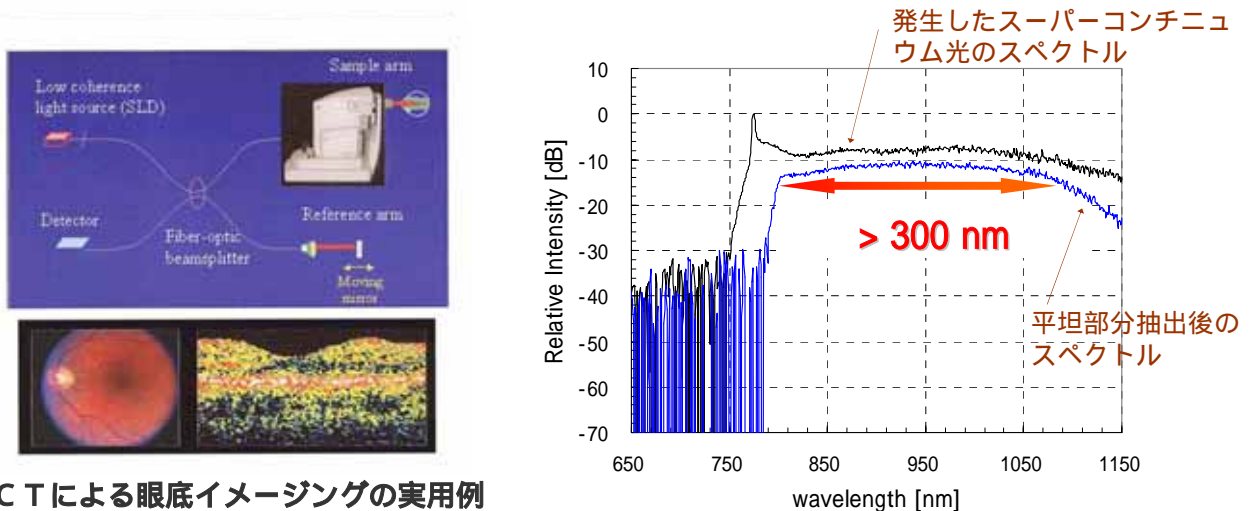 Sample arm
Low coherence
light source (SLD)
Detector
Reference arm
Fiber-optic
beamsplitter
Moving
mirror
CTによる眼底イメージングの実用例
発生したスーパーコンチニュ
ウム光のスペクトル
10
0
-10
-20
-30
-40
-50
-60
-70
Relative Intensity [dB]
> 300 nm
平坦部分抽出後の
スペクトル
650
750
850
950
1050
1150
wavelength [nm]